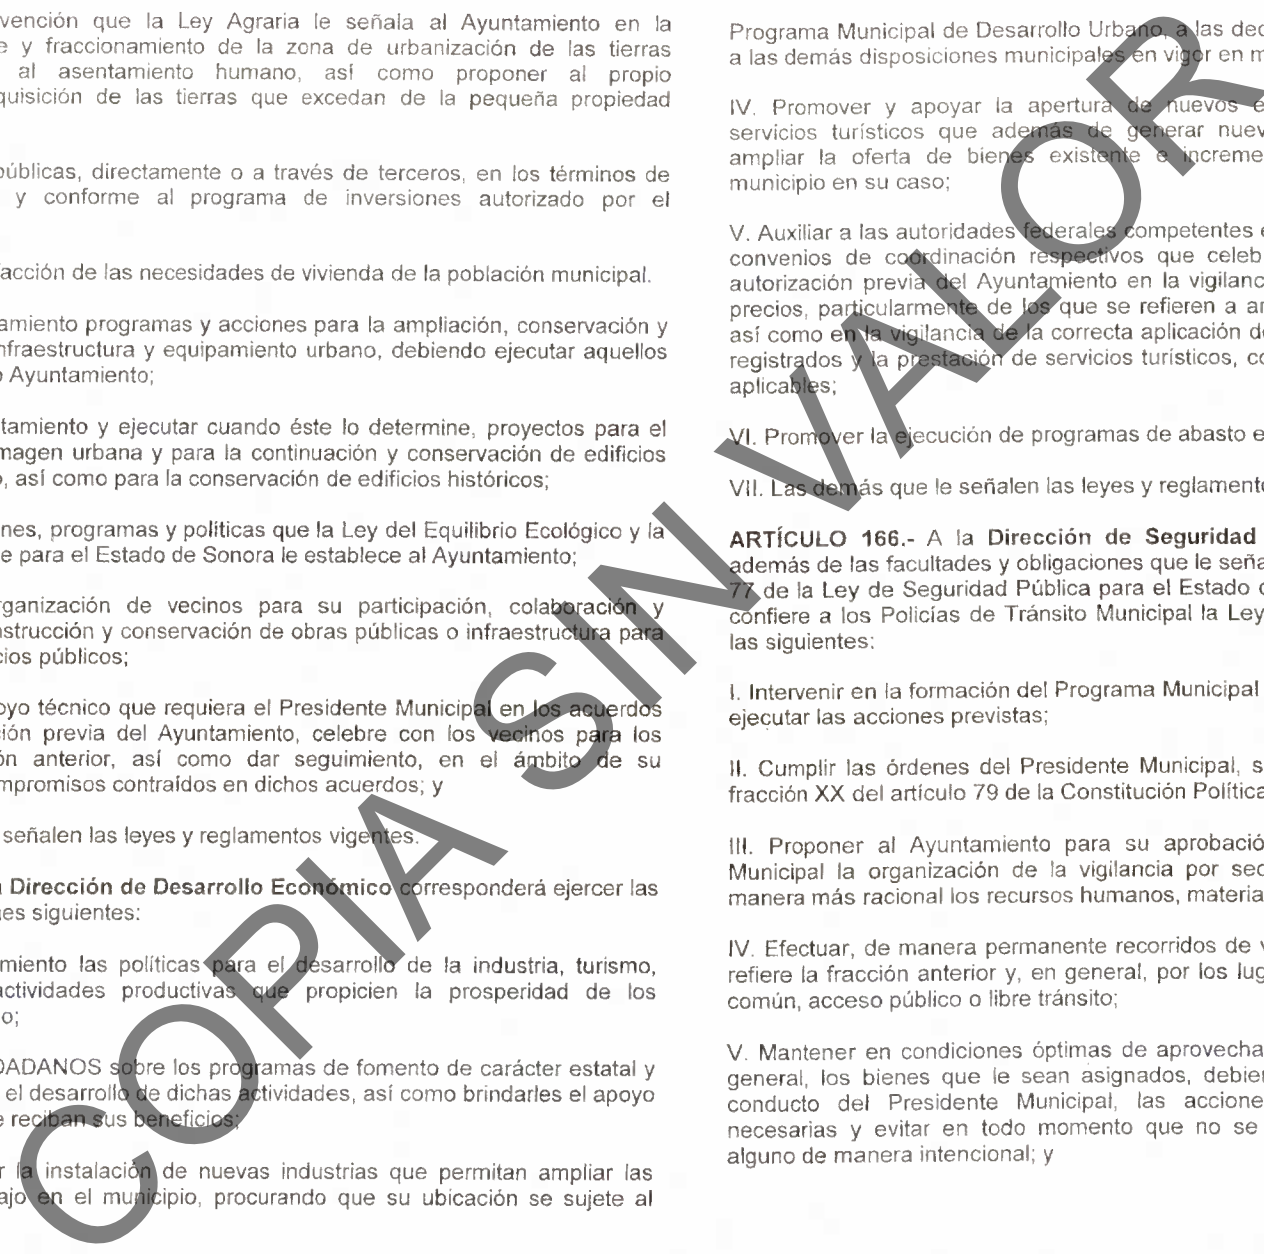 vención que la Ley Agraria le señala al Ayuntamiento en la
e y fraccionamiento de la zona de urbanización de las tierras
al asentamiento humano, así como proponer al propio
quisición de las tierras que excedan de la pequeña propiedad
públicas, directamente o a través de terceros, en los términos de
y conforme al programa de inversiones autorizado por el
facción de las necesidades de vivienda de la población municipal.
amiento programas y acciones para la ampliación, conservación y
nfraestructura y equipamiento urbano, debiendo ejecutar aquellos
o Ayuntamiento;
tamiento y ejecutar cuando éste lo determine, proyectos para el
magen urbana y para la continuación y conservación de edificios
o, así como para la conservación de edificios históricos;
nes, programas y políticas que la Ley del Equilibrio Ecológico y la
e para el Estado de Sonora le establece al Ayuntamiento;
rganización de vecinos para su participación, colaboración y
nstrucción y conservación de obras públicas o infraestructura para
cios públicos;
oyo técnico que requiera el Presidente Municipal en los acuerdos
ción previa del Ayuntamiento, celebre con los vecinos para los
ón anterior, así como dar seguimiento, en el ámbito de su
mpromisos contraídos en dichos acuerdos; y
señalen las leyes y reglamentos vigentes.
a Dirección de Desarrollo Económico corresponderá ejercer las
nes siguientes:
miento las políticas para el desarrollo de la industria, turismo,
actividades productivas que propicien la prosperidad de los
o;
DADANOS sobre los programas de fomento de carácter estatal y
el desarrollo de dichas actividades, así como brindarles el apoyo
e reciban sus beneficios;
r la instalación de nuevas industrias que permitan ampliar las
ajo en el municipio, procurando que su ubicación se sujete al
Programa Municipal de Desarrollo Urbano, a las dec
a las demás disposiciones municipales en vigor en m
IV. Promover y apoyar la apertura de nuevos e
servicios turísticos que además de generar nuev
ampliar la oferta de bienes existente e increme
municipio en su caso;
V. Auxiliar a las autoridades federales competentes e
convenios de coordinación respectivos que celeb
autorización previa del Ayuntamiento en la vigilanc
precios, particularmente de los que se refieren a ar
así como en la vigilancia de la correcta aplicación de
registrados y la prestación de servicios turísticos, co
aplicables;
VI. Promover la ejecución de programas de abasto e
VII. Las demás que le señalen las leyes y reglamento
ARTÍCULO 166.- A la Dirección de Seguridad
además de las facultades y obligaciones que le seña
77 de la Ley de Seguridad Pública para el Estado d
confiere a los Policías de Tránsito Municipal la Ley
las siguientes:
I. Intervenir en la formación del Programa Municipal
ejecutar las acciones previstas;
II. Cumplir las órdenes del Presidente Municipal, s
fracción XX del artículo 79 de la Constitución Política
III. Proponer al Ayuntamiento para su aprobació
Municipal la organización de la vigilancia por sec
manera más racional los recursos humanos, materia
IV. Efectuar, de manera permanente recorridos de v
refiere la fracción anterior y, en general, por los lug
común, acceso público o libre tránsito;
V. Mantener en condiciones óptimas de aprovecha
general, los bienes que le sean asignados, debien
conducto del Presidente Municipal, las accione
necesarias y evitar en todo momento que no se
alguno de manera intencional; y
COPIA SIN VALOR